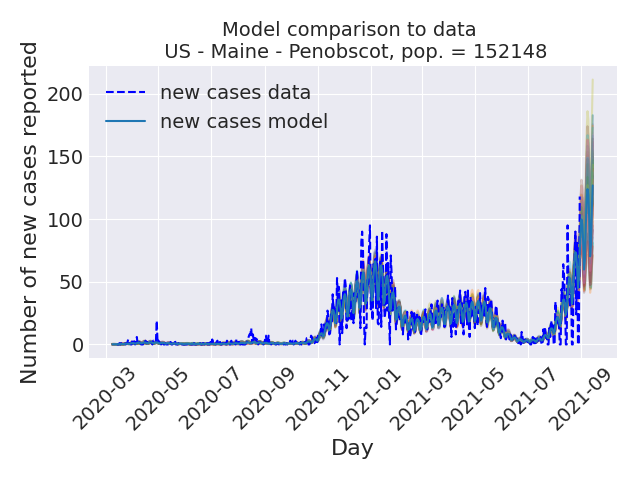 Model comparison to data
US - Maine - Penobscot, pop. = 152148
Number of new cases reported
200
150
100
50
0
new cases data
new cases model
2020-03
2020-05
2020-07
2020-09
2020-11
2021-01
2021-03
2021-05
2021-07
2021-09
Day